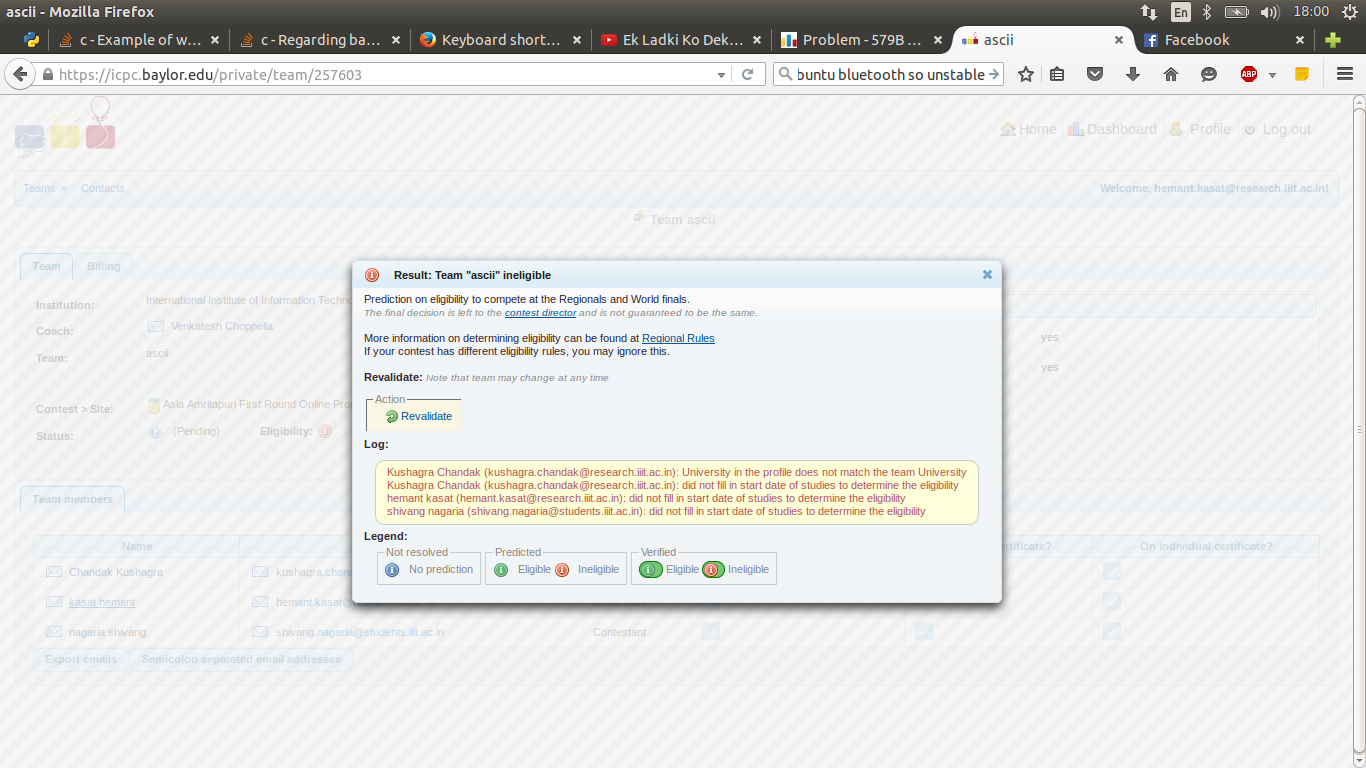 ascii - Mozilla Firefox
En
18:00
c - Example of w...
c - Regarding ba...
Keyboard short...
Ek Ladki Ko Dek...
Problem - 579B ...
ascii
Facebook
https://icpc.baylor.edu/private/team/257603
buntu bluetooth so unstable
ABP
Home
Dashboard
Profile
Log out
Teams
Contacts
Welcome, hemant.kasat@research.iiit.ac.in!
Team ascii
Team
Billing
Institution:
International Institute of Information Techno
Coach:
Venkatesh Choppella
yes
Team:
ascii
yes
Contest > Site:
Asia Amritapuri First Round Online Pro
Status:
(Pending)
Eligibility:
Result: Team "ascii" ineligible
Prediction on eligibility to compete at the Regionals and World finals.
The final decision is left to the contest director and is not guaranteed to be the same.
More information on determining eligibility can be found at Regional Rules
If your contest has different eligibility rules, you may ignore this.
Revalidate: Note that team may change at any time
Action
Revalidate
Log:
Kushagra Chandak (kushagra.chandak@research.iiit.ac.in): University in the profile does not match the team University
Kushagra Chandak (kushagra.chandak@research.iiit.ac.in): did not fill in start date of studies to determine the eligibility
hemant kasat (hemant.kasat@research.iiit.ac.in): did not fill in start date of studies to determine the eligibility
shivang nagaria (shivang.nagaria@students.iiit.ac.in): did not fill in start date of studies to determine the eligibility
Legend:
Not resolved
No prediction
Predicted
Eligible
Ineligible
Verified
Eligible
Ineligible
Team members
Name
ertificate?
On individual certificate?
Chandak Kushagra
kushagra.chand
kasat hemant
hemant.kasat@
nagaria shivang
shivang.nagaria@students.iiit.ac.in
Contestant
Export emails
Semicolon separated email addresses